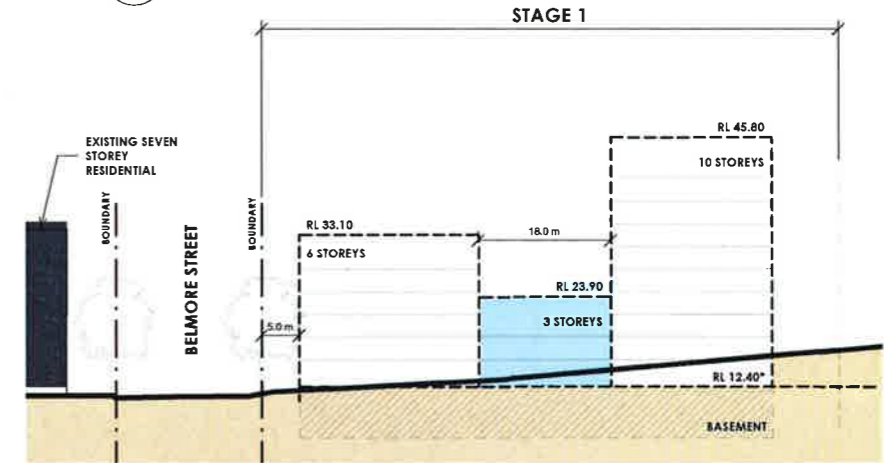 STAGE 1
EXISTING SEVEN
STOREY
RESIDENTIAL
BOUNDARY
BELMORE STREET
BOUNDARY
5.0 m
RL 33.10
6 STOREYS
18.0 m
RL 23.90
3 STOREYS
RL 45.80
10 STOREYS
RL 12.40*
BASEMENT